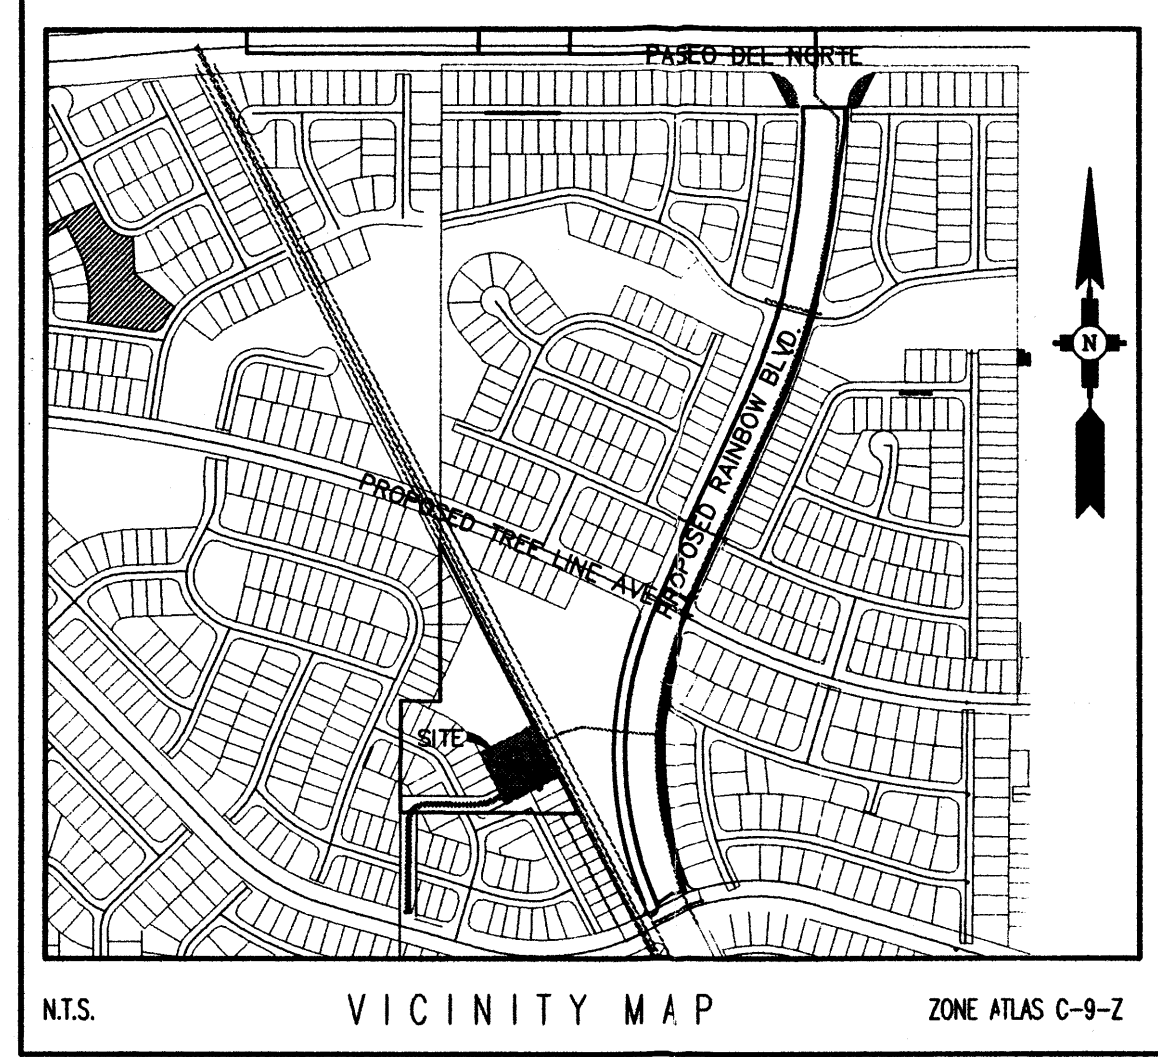 PASEO DEL NORTE
N
PROPOSED RAINBOW BLVD.
PROPOSED TREE LINE AVE
SITE
N.T.S.
VICINITY MAP
ZONE ATLAS C-9-Z